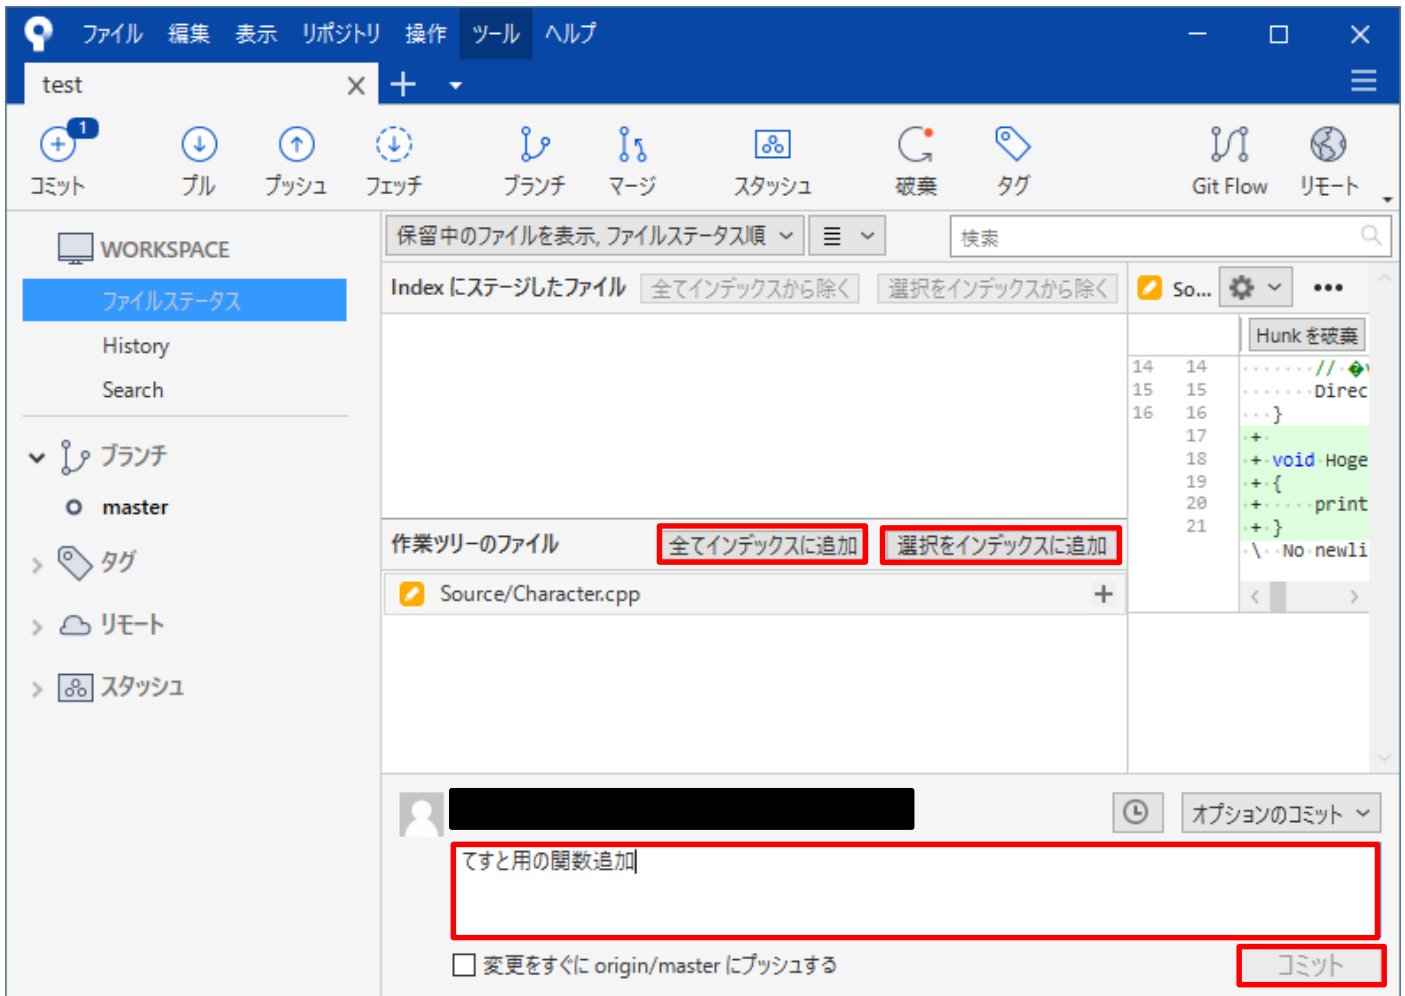 ファイル 編集 表示 リポジトリ 操作 ツール ヘルプ
test
1
コミット プル プッシュ フェッチ ブランチ マージ スタッシュ 破棄 タグ Git Flow リモート
WORKSPACE
ファイルステータス
History
Search
ブランチ
master
タグ
リモート
スタッシュ
保留中のファイルを表示, ファイルステータス順
検索
Index にステージしたファイル 全てインデックスから除く 選択をインデックスから除く
作業ツリーのファイル 全てインデックスに追加 選択をインデックスに追加
Source/Character.cpp
So...
Hunk を破棄
14 14 //
15 15 Direc
16 16 }
17 +
18 + void Hoge
19 + {
20 + print
21 + }
\ No newli
オプションのコミット
てすと用の関数追加
変更をすぐに origin/master にプッシュする
コミット